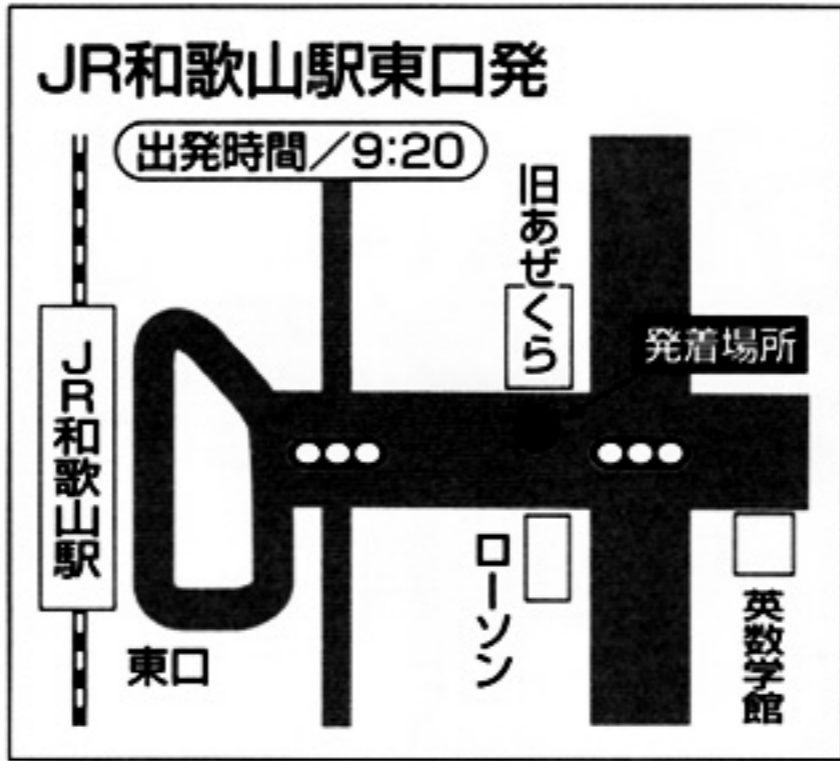 JR和歌山駅東口発
出発時間／9:20
旧あぜくら
発着場所
JR和歌山駅
ローソン
英数学館
東口